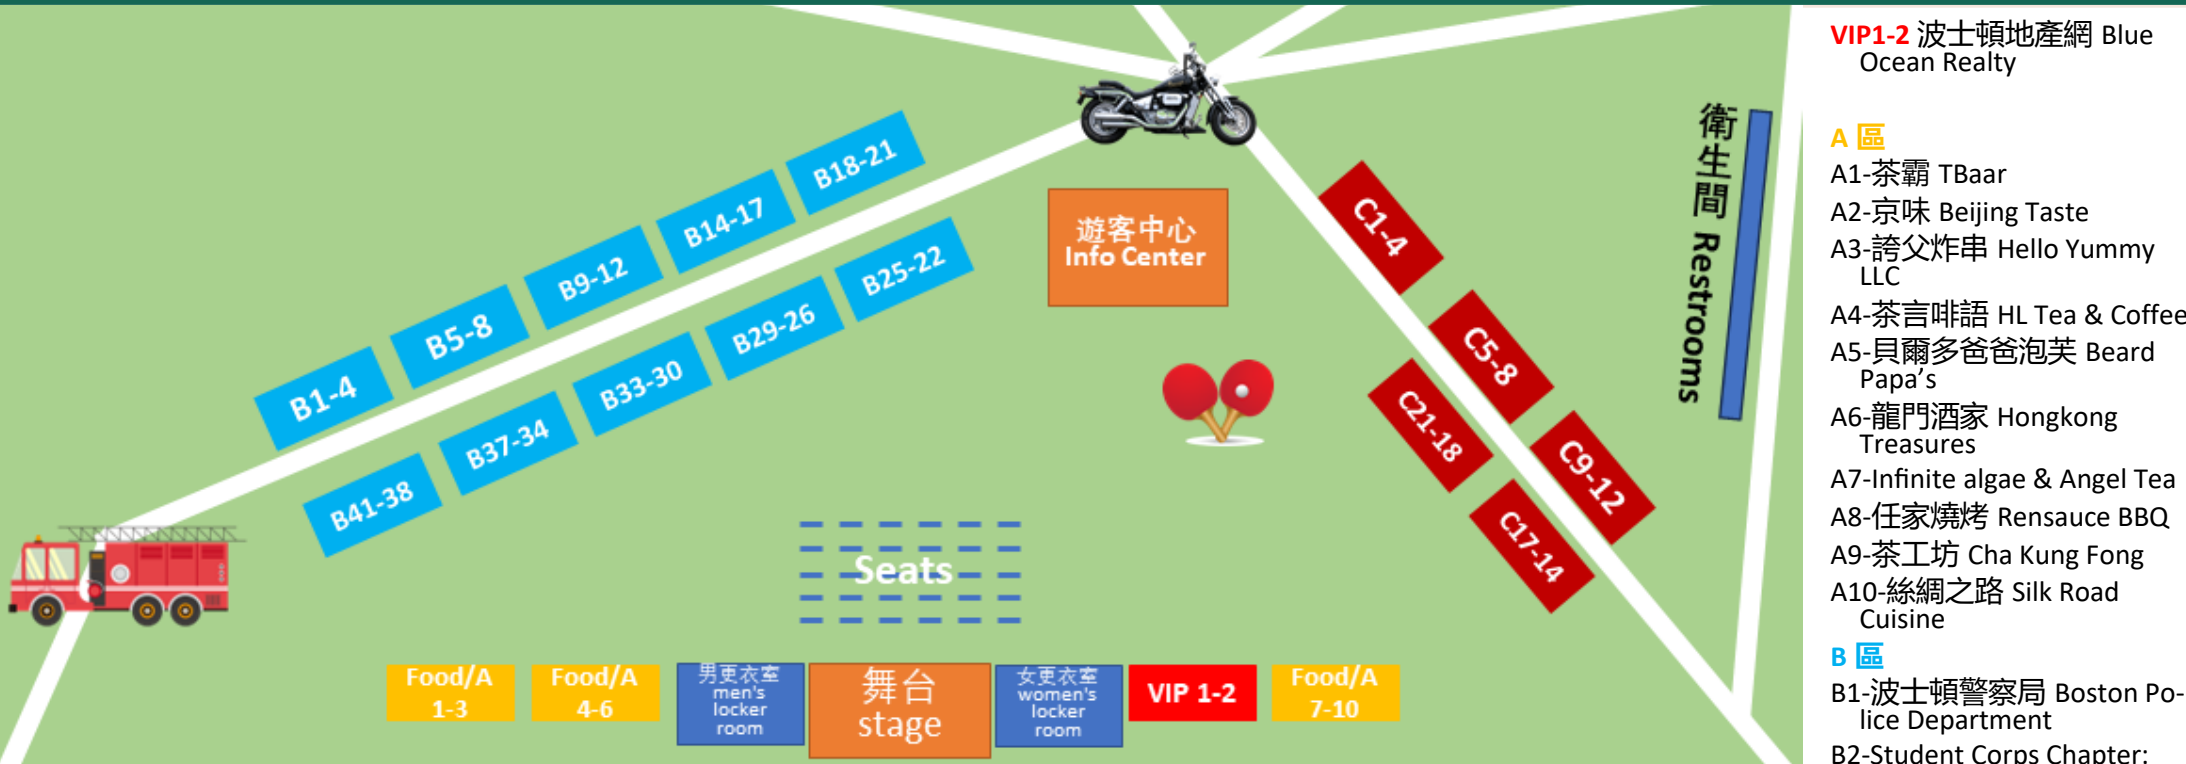 B18-21
B14-17
B9-12
B5-8
B1-4
B25-22
B29-26
B33-30
B37-34
B41-38
遊客中心
Info Center
C1-4
C5-8
C9-12
C21-18
C17-14
衛生間 Restrooms
Seats
Food/A
1-3
Food/A
4-6
男更衣室
men's
locker
room
舞台
stage
女更衣室
women's
locker
room
VIP 1-2
Food/A
7-10
VIP1-2 波士頓地產網 Blue
Ocean Realty
A 區
A1-茶霸 TBaar
A2-京味 Beijing Taste
A3-誇父炸串 Hello Yummy
LLC
A4-茶言啡語 HL Tea & Coffee
A5-貝爾多爸爸泡芙 Beard
Papa's
A6-龍門酒家 Hongkong
Treasures
A7-Infinite algae & Angel Tea
A8-任家燒烤 Rensauce BBQ
A9-茶工坊 Cha Kung Fong
A10-絲綢之路 Silk Road
Cuisine
B 區
B1-波士頓警察局 Boston Po-
lice Department
B2-Student Corps Chapter: